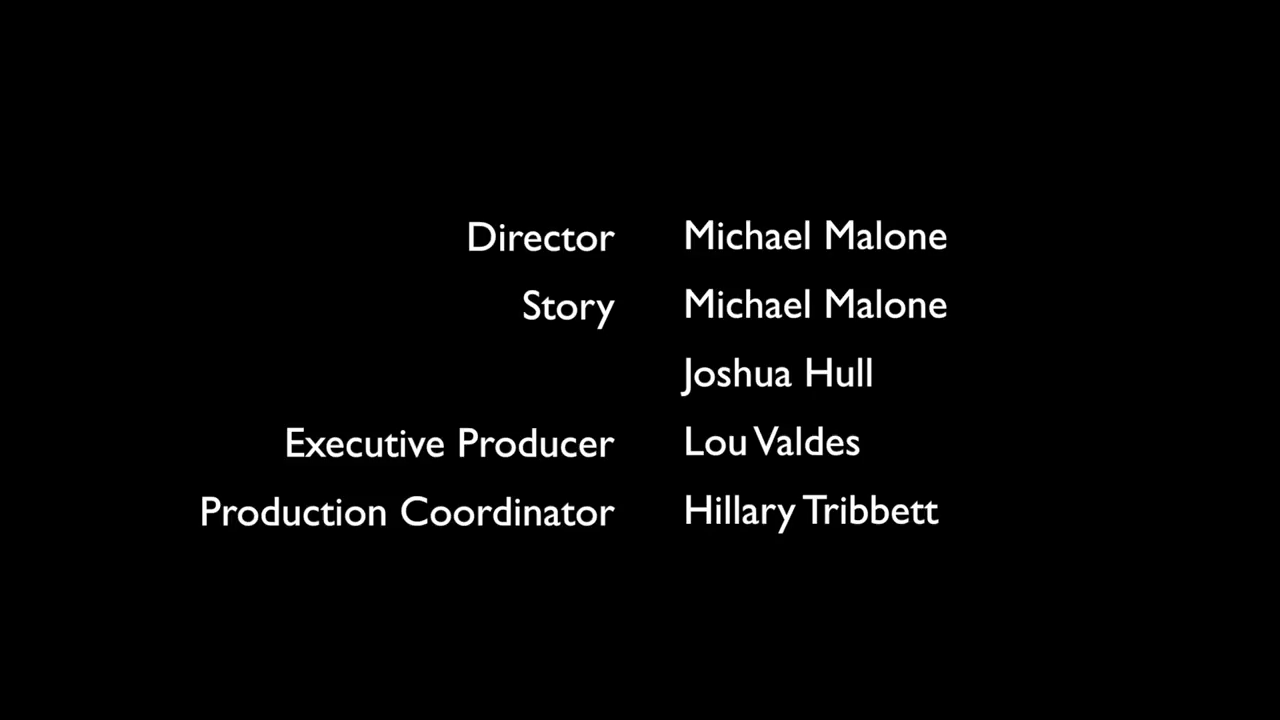 Director Michael Malone
Story Michael Malone
Joshua Hull
Executive Producer Lou Valdes
Production Coordinator Hillary Tribbett